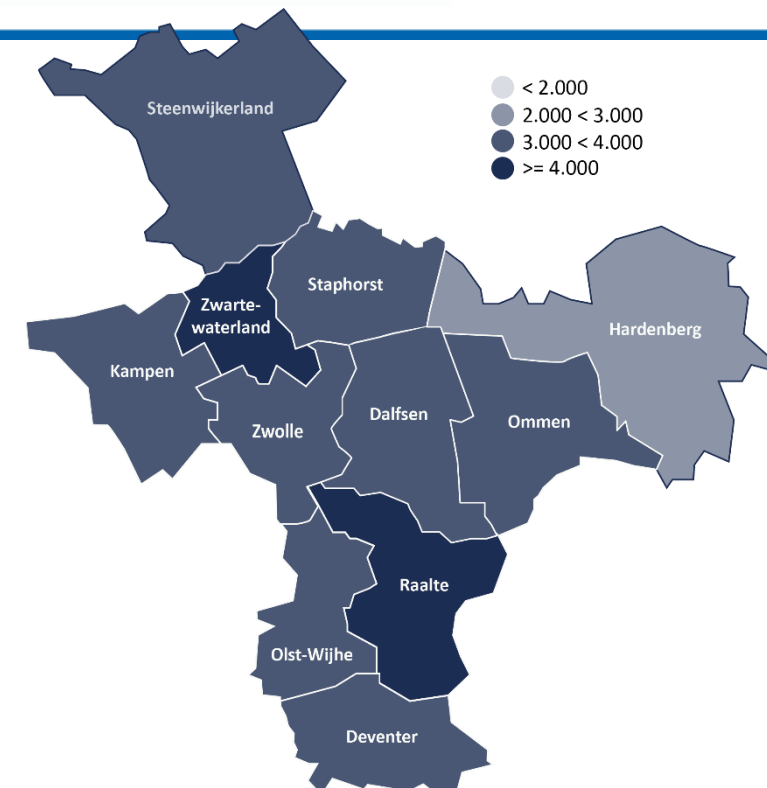 < 2.000
2.000 < 3.000
3.000 < 4.000
>= 4.000
Steenwijkerland
Staphorst
Zwarte-
waterland
Hardenberg
Kampen
Dalfsen
Ommen
Zwolle
Raalte
Olst-Wijhe
Deventer